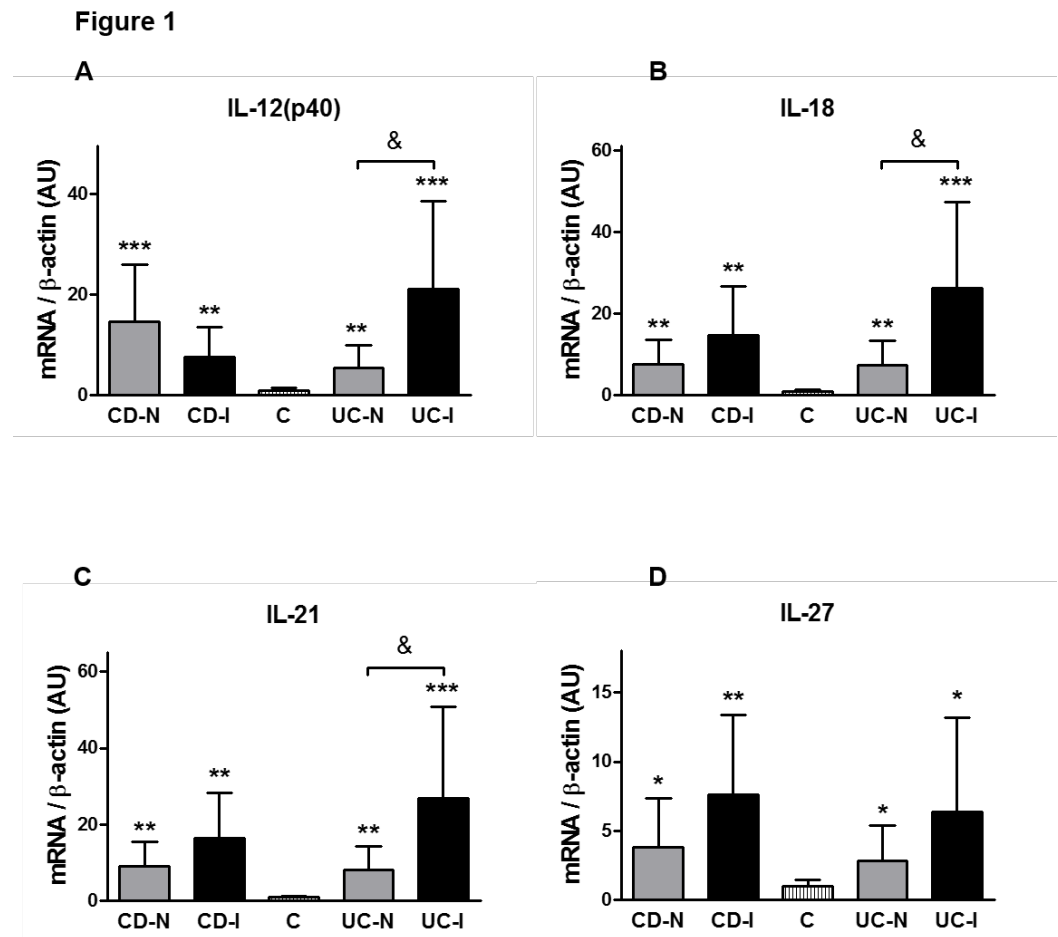 Figure 1
A
IL-12(p40)
mRNA / β-actin (AU)
40
20
0
***
**
**
&
***
CD-N CD-I C UC-N UC-I
B
IL-18
mRNA / β-actin (AU)
60
40
20
0
**
**
**
&
***
CD-N CD-I C UC-N UC-I
C
IL-21
mRNA / β-actin (AU)
60
40
20
0
**
**
**
&
***
CD-N CD-I C UC-N UC-I
D
IL-27
mRNA / β-actin (AU)
15
10
5
0
*
**
*
*
CD-N CD-I C UC-N UC-I